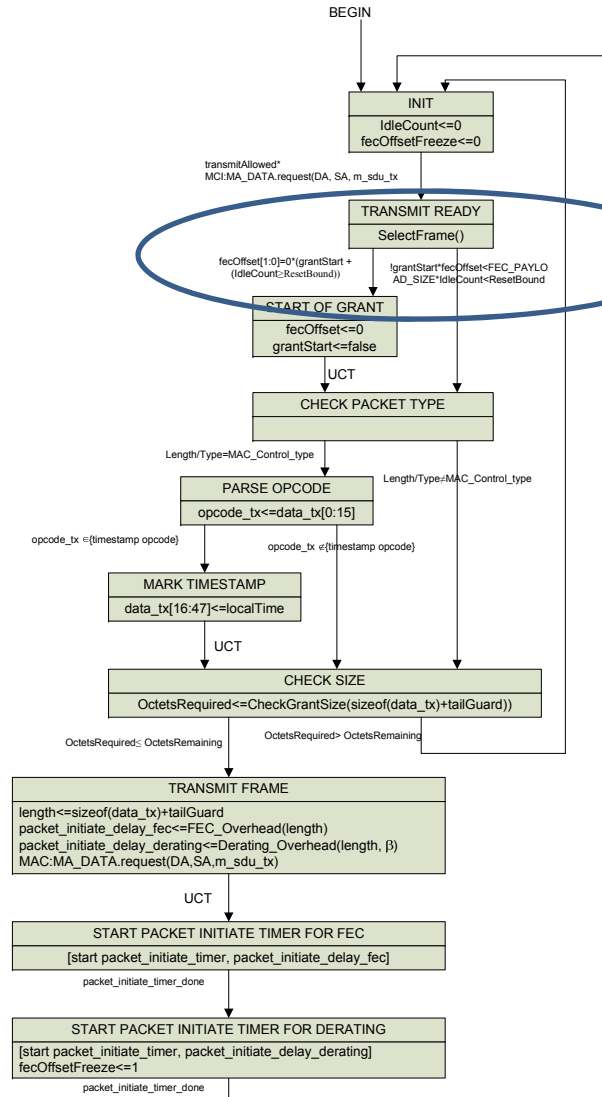 BEGIN
INIT
IdleCount<=0
fecOffsetFreeze<=0
transmitAllowed*
MCI:MA_DATA.request(DA, SA, m_sdu_tx
TRANSMIT READY
SelectFrame()
fecOffset[1:0]=0*(grantStart +
(IdleCount≥ResetBound))
!grantStart*fecOffset<FEC_PAYLO
AD_SIZE*IdleCount<ResetBound
START OF GRANT
fecOffset<=0
grantStart<=false
UCT
CHECK PACKET TYPE
Length/Type=MAC_Control_type
Length/Type≠MAC_Control_type
PARSE OPCODE
opcode_tx<=data_tx[0:15]
opcode_tx ∈{timestamp opcode}
opcode_tx ∉{timestamp opcode}
MARK TIMESTAMP
data_tx[16:47]<=localTime
UCT
CHECK SIZE
OctetsRequired<=CheckGrantSize(sizeof(data_tx)+tailGuard))
OctetsRequired≤ OctetsRemaining
OctetsRequired> OctetsRemaining
TRANSMIT FRAME
length<=sizeof(data_tx)+tailGuard
packet_initiate_delay_fec<=FEC_Overhead(length)
packet_initiate_delay_derating<=Derating_Overhead(length, β)
MAC:MA_DATA.request(DA,SA,m_sdu_tx)
UCT
START PACKET INITIATE TIMER FOR FEC
[start packet_initiate_timer, packet_initiate_delay_fec]
packet_initiate_timer_done
START PACKET INITIATE TIMER FOR DERATING
[start packet_initiate_timer, packet_initiate_delay_derating]
fecOffsetFreeze<=1
packet_initiate_timer_done